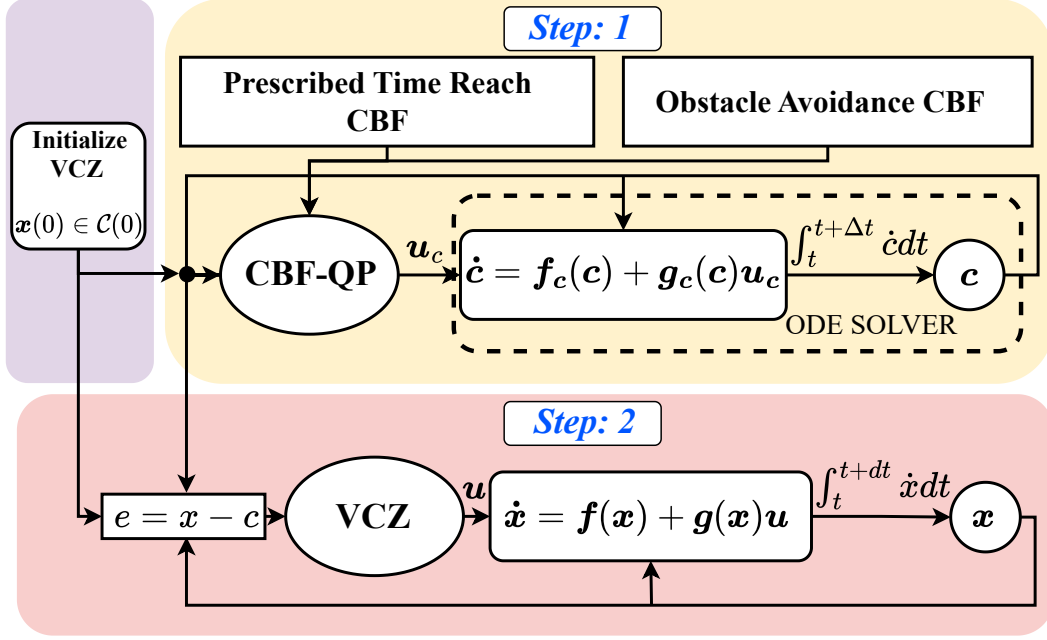 Step: 1
Prescribed Time Reach
CBF
Obstacle Avoidance CBF
Initialize
VCZ
x(0) ∈ C(0)
CBF-QP
u_c
ċ = f_c(c) + g_c(c)u_c
∫_t^{t+Δt} ċdt
c
ODE SOLVER
Step: 2
e = x − c
VCZ
u
ẋ = f(x) + g(x)u
∫_t^{t+dt} ẋdt
x